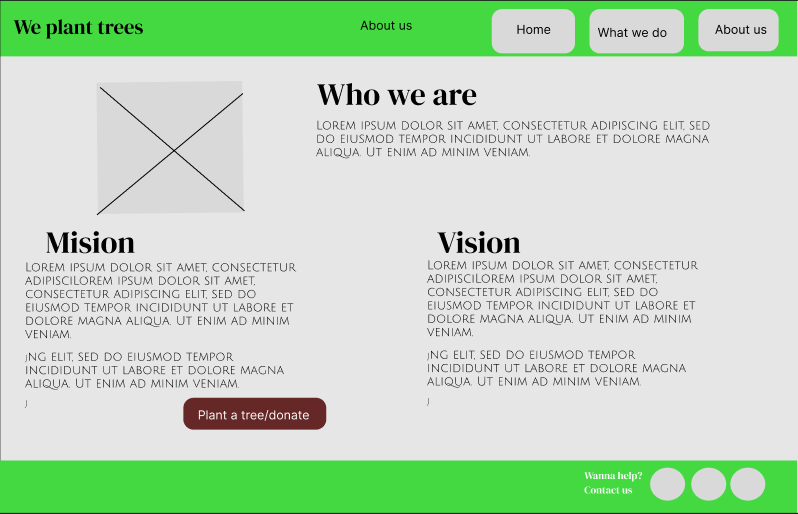 We plant trees
About us
Home
What we do
About us
Who we are
Lorem ipsum dolor sit amet, consectetur adipiscing elit, sed
do eiusmod tempor incididunt ut labore et dolore magna
aliqua. Ut enim ad minim veniam.
Mision
Lorem ipsum dolor sit amet, consectetur
adipisciLorem ipsum dolor sit amet,
consectetur adipiscing elit, sed do
eiusmod tempor incididunt ut labore et
dolore magna aliqua. Ut enim ad minim
veniam.
jng elit, sed do eiusmod tempor
incididunt ut labore et dolore magna
aliqua. Ut enim ad minim veniam.
j
Plant a tree/donate
Vision
Lorem ipsum dolor sit amet, consectetur
adipisciLorem ipsum dolor sit amet,
consectetur adipiscing elit, sed do
eiusmod tempor incididunt ut labore et
dolore magna aliqua. Ut enim ad minim
veniam.
jng elit, sed do eiusmod tempor
incididunt ut labore et dolore magna
aliqua. Ut enim ad minim veniam.
j
Wanna help?
Contact us